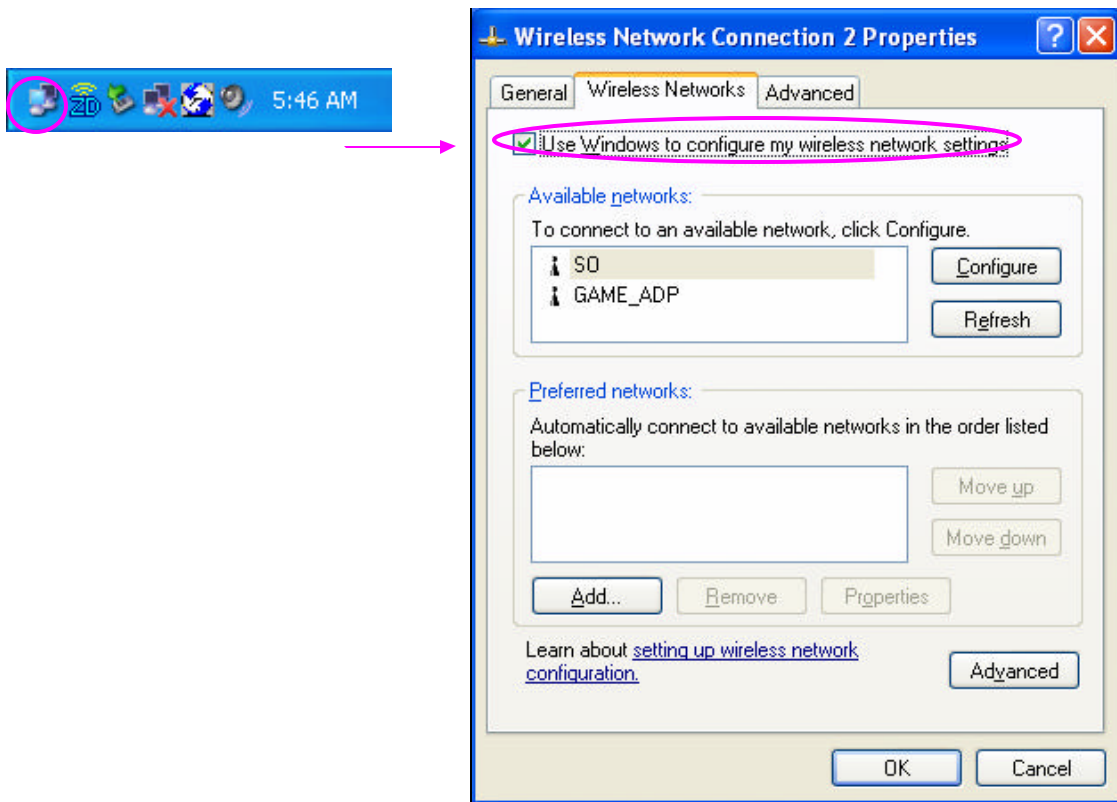 ZD
5:46 AM
Wireless Network Connection 2 Properties
General
Wireless Networks
Advanced
Use Windows to configure my wireless network settings
Available networks:
To connect to an available network, click Configure.
SO
GAME_ADP
Configure
Refresh
Preferred networks:
Automatically connect to available networks in the order listed
below:
Move up
Move down
Add...
Remove
Properties
Learn about setting up wireless network
configuration.
Advanced
OK
Cancel